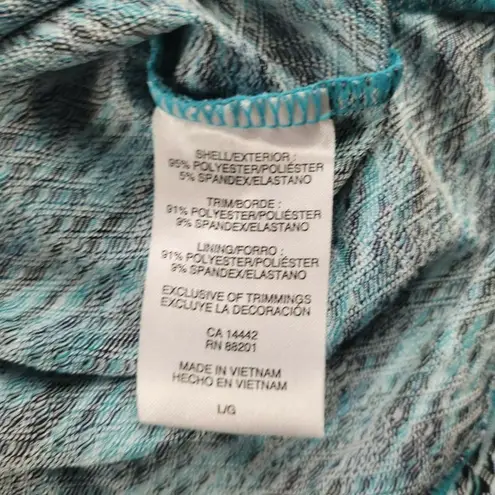 SHELL/EXTERIOR :
95% POLYESTER/POLIÉSTER
5% SPANDEX/ELASTANO
TRIM/BORDE :
91% POLYESTER/POLIÉSTER
9% SPANDEX/ELASTANO
LINING/FORRO :
91% POLYESTER/POLIÉSTER
9% SPANDEX/ELASTANO
EXCLUSIVE OF TRIMMINGS
EXCLUYE LA DECORACIÓN
CA 14442
RN 88201
MADE IN VIETNAM
HECHO EN VIETNAM
L/G